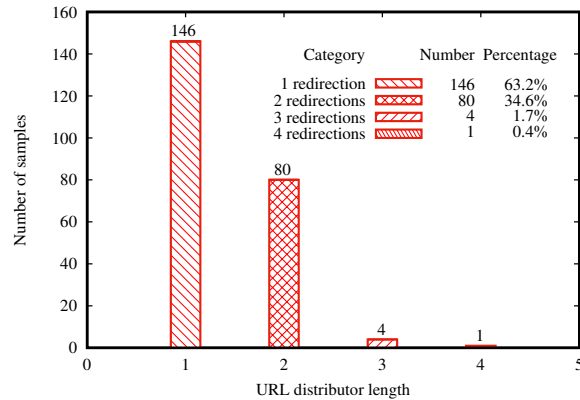 160
140
120
100
80
60
40
20
0
Number of samples
146
80
4
1
Category Number Percentage
1 redirection 146 63.2%
2 redirections 80 34.6%
3 redirections 4 1.7%
4 redirections 1 0.4%
0 1 2 3 4 5
URL distributor length